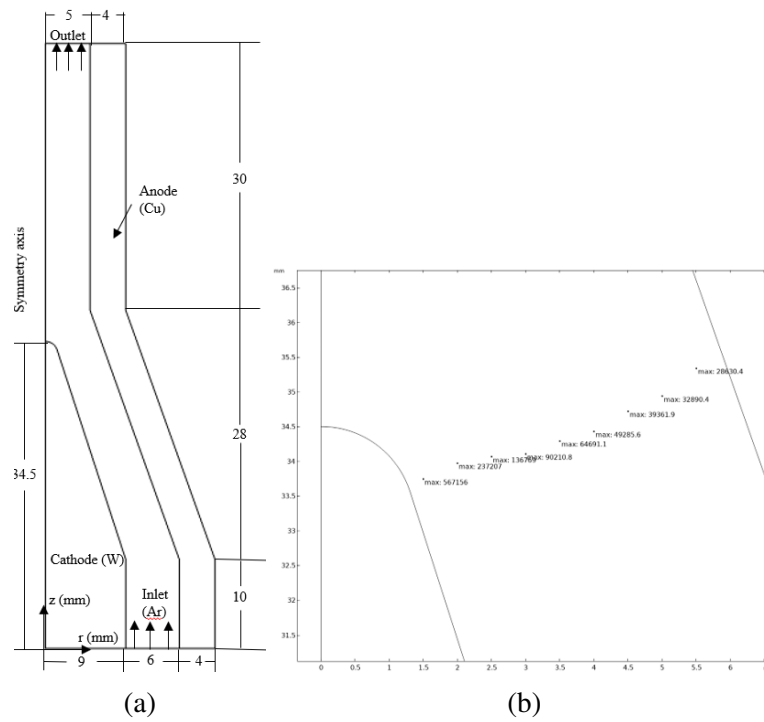 5
4
Outlet
30
Anode
(Cu)
Symmetry axis
28
34.5
Cathode (W)
Inlet
(Ar)
10
z (mm)
r (mm)
9
6
4
(a)
mm
36.5
36
35.5
35
34.5
34
33.5
33
32.5
32
31.5
max: 28630.4
max: 32890.4
max: 39361.9
max: 49285.6
max: 64691.1
max: 90210.8
max: 237207
max: 567156
0
0.5
1
1.5
2
2.5
3
3.5
4
4.5
5
5.5
6
(b)